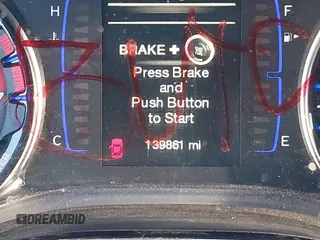 H
F
BRAKE +
Press Brake
and
Push Button
to Start
C
E
139861 mi
DREAMBID